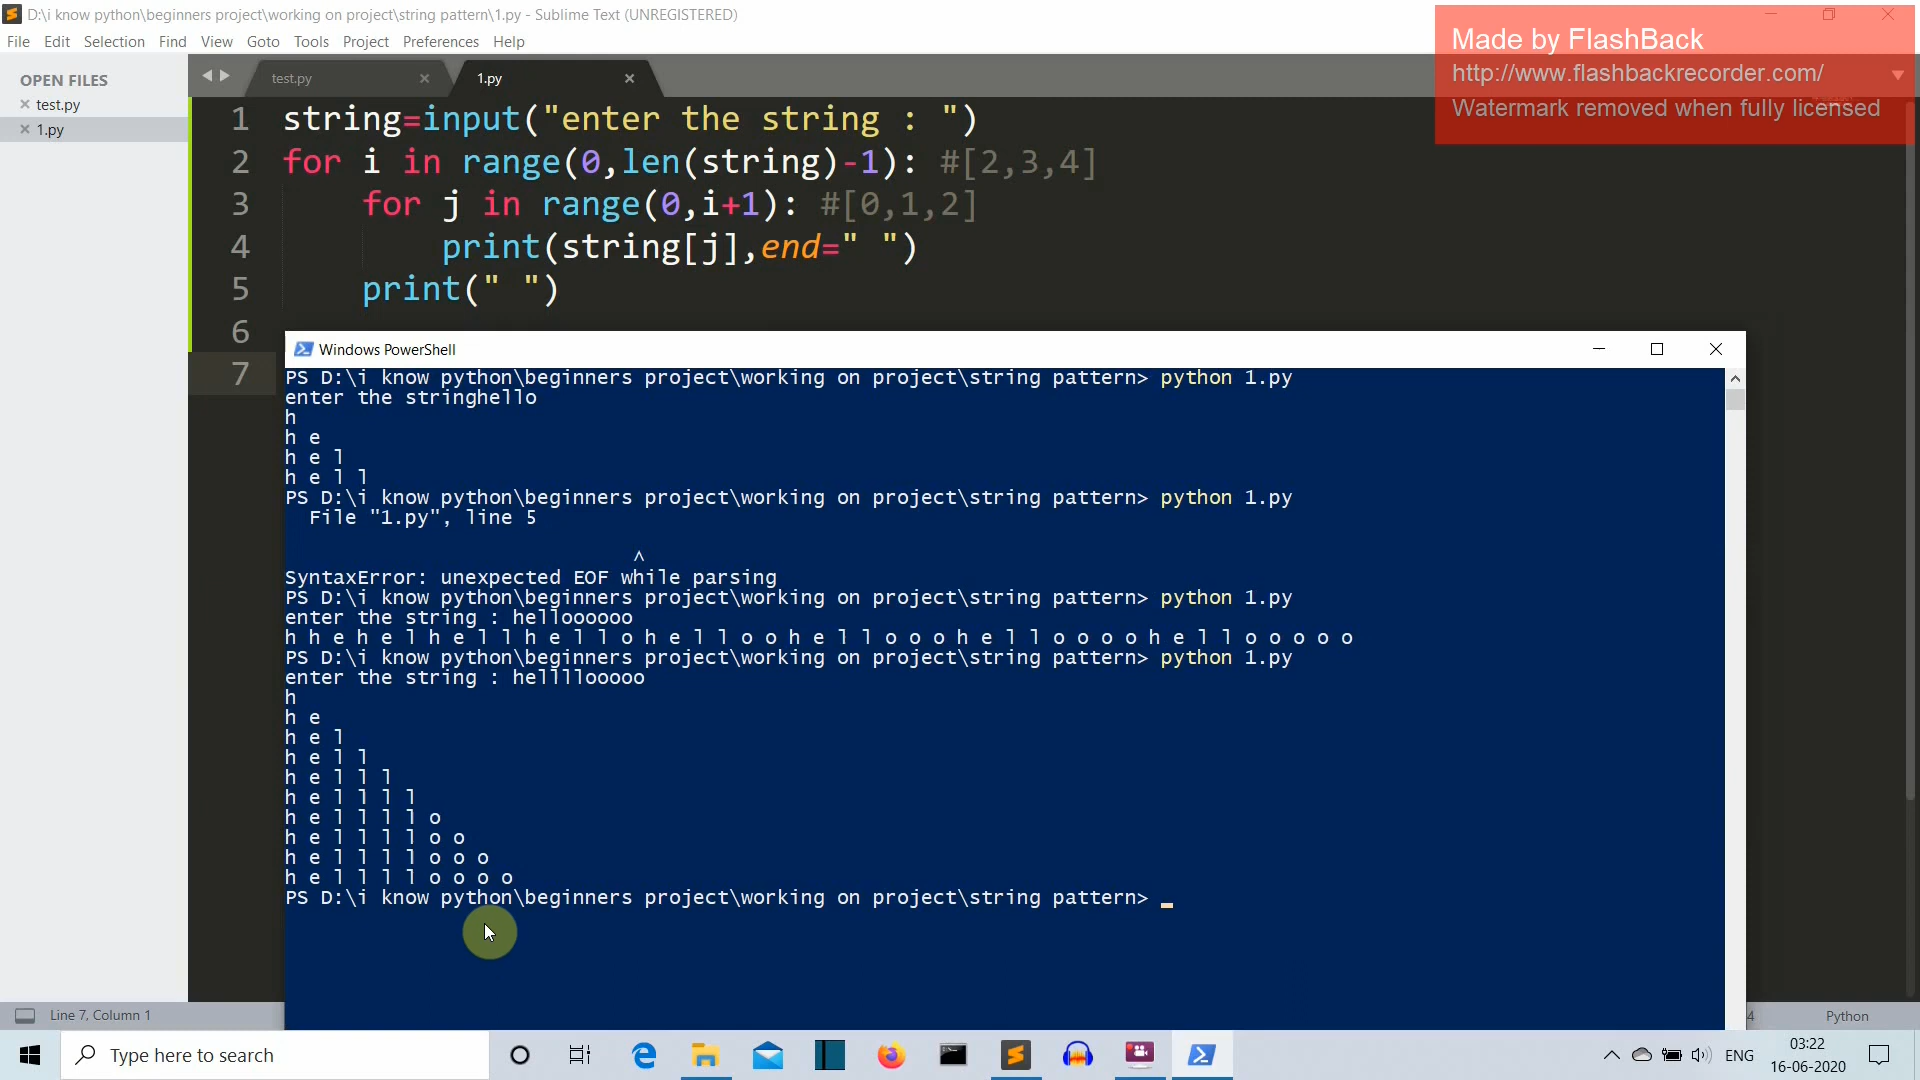 D:\i know python\beginners project\working on project\string pattern\1.py - Sublime Text (UNREGISTERED)
File Edit Selection Find View Goto Tools Project Preferences Help
Made by FlashBack
http://www.flashbackrecorder.com/
Watermark removed when fully licensed
OPEN FILES
test.py
1.py
test.py
1.py
1 string=input("enter the string : ")
2 for i in range(0,len(string)-1): #[2,3,4]
3 for j in range(0,i+1): #[0,1,2]
4 print(string[j],end=" ")
5 print(" ")
6
7
Windows PowerShell
PS D:\i know python\beginners project\working on project\string pattern> python 1.py
enter the stringhello
h
h e
h e l
h e l l
PS D:\i know python\beginners project\working on project\string pattern> python 1.py
File "1.py", line 5
^
SyntaxError: unexpected EOF while parsing
PS D:\i know python\beginners project\working on project\string pattern> python 1.py
enter the string : helloooooo
h h e h e l h e l l h e l l o h e l l o o h e l l o o o h e l l o o o o h e l l o o o o o
PS D:\i know python\beginners project\working on project\string pattern> python 1.py
enter the string : hellllooooo
h
h e
h e l
h e l l
h e l l l
h e l l l l
h e l l l l o
h e l l l l o o
h e l l l l o o o
h e l l l l o o o o
PS D:\i know python\beginners project\working on project\string pattern>
Line 7, Column 1
4
Python
Type here to search
ENG
03:22
16-06-2020